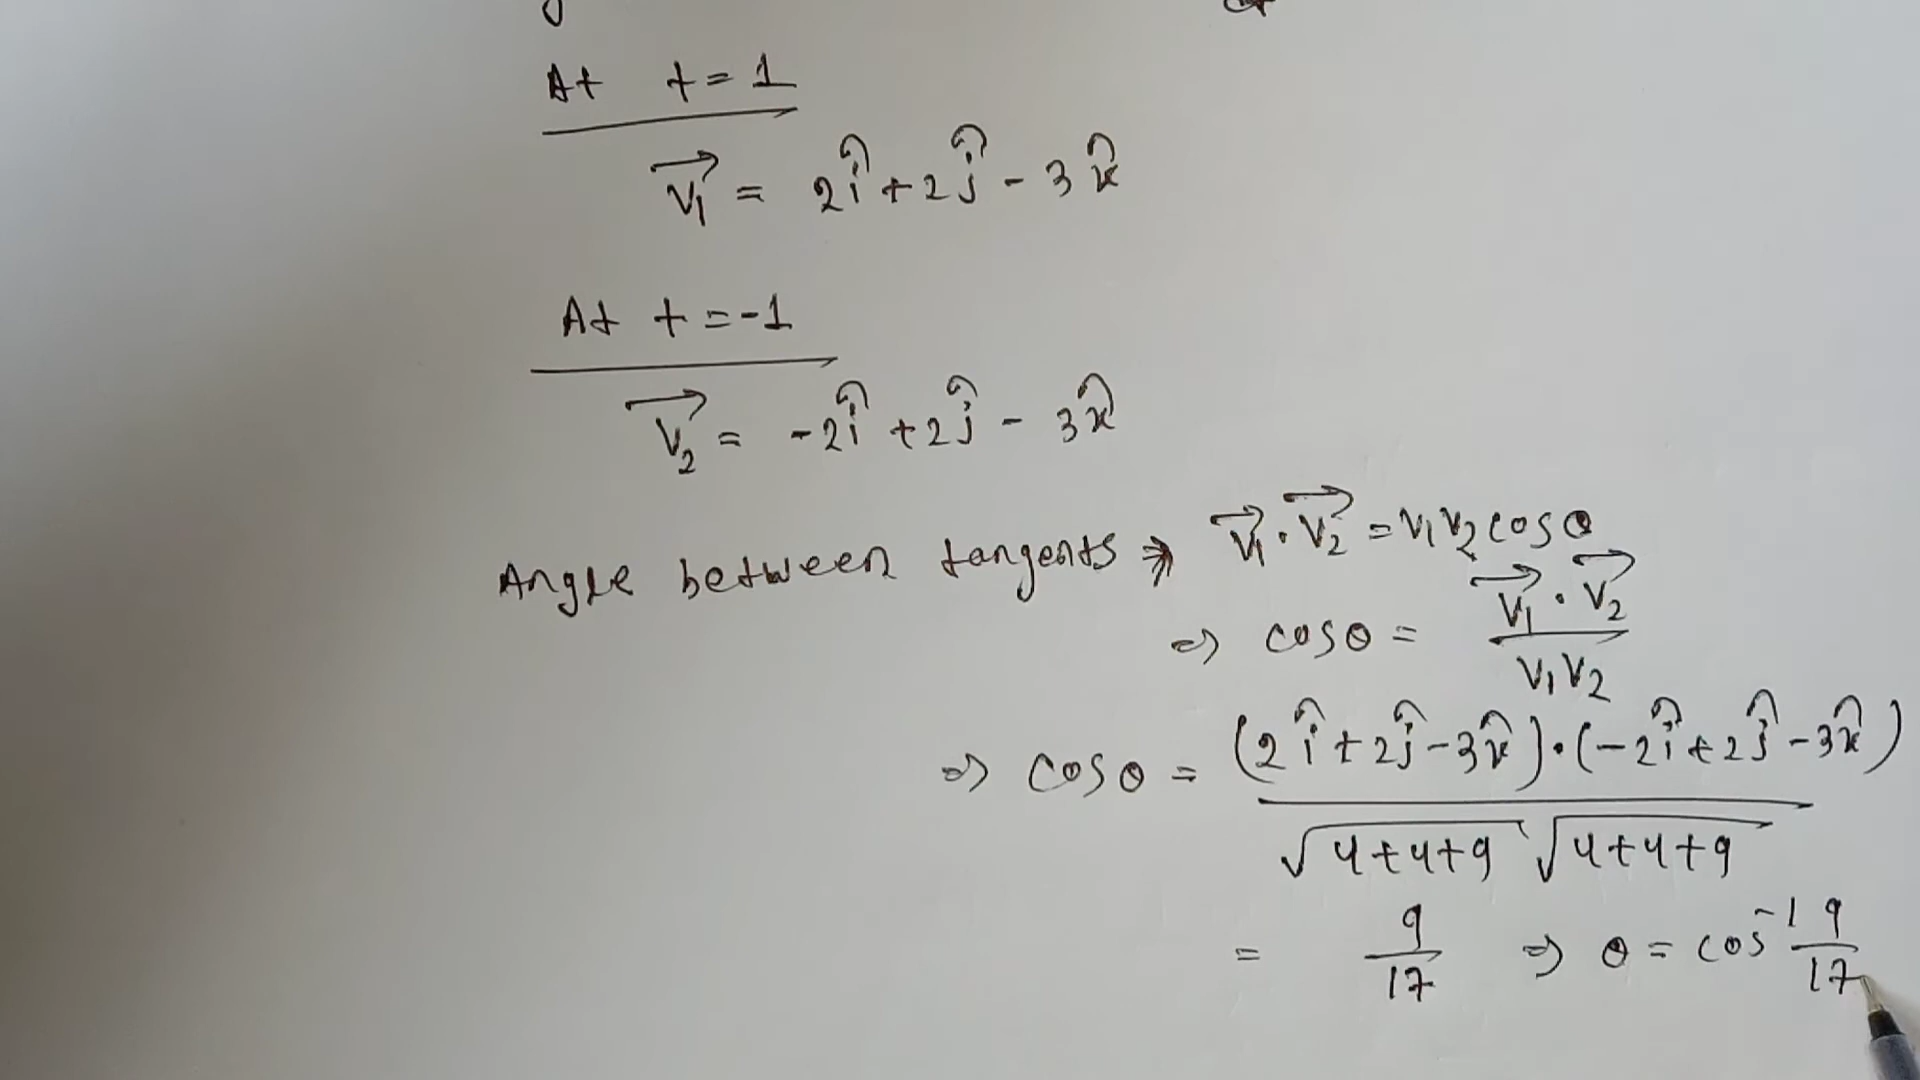 At t = 1
v₁⃗ = 2î + 2ĵ - 3k̂
At t = -1
v₂⃗ = -2î + 2ĵ - 3k̂
Angle between tangents ⇒ v₁⃗ · v₂⃗ = v₁v₂ cos θ
⇒ cos θ = (v₁⃗ · v₂⃗) / (v₁v₂)
⇒ cos θ = (2î + 2ĵ - 3k̂) · (-2î + 2ĵ - 3k̂) / √(4+4+9) √(4+4+9)
= 9/17 ⇒ θ = cos⁻¹ 9/17